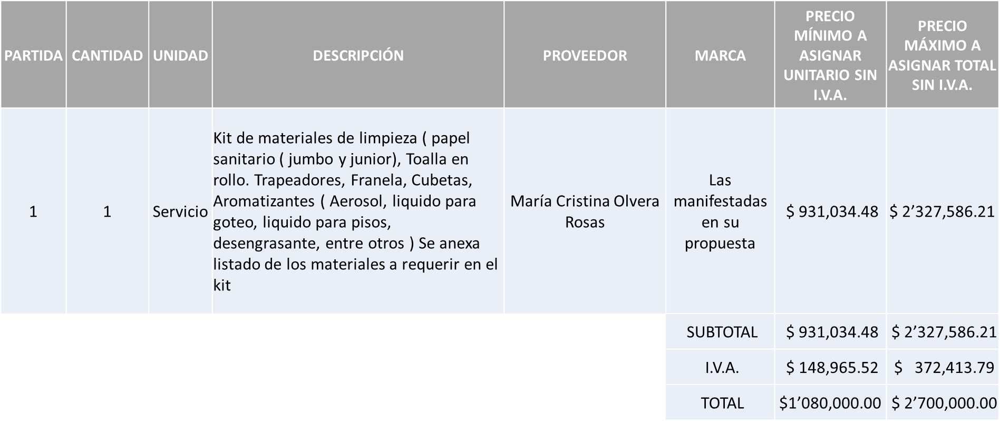 PARTIDA
CANTIDAD
UNIDAD
DESCRIPCIÓN
PROVEEDOR
MARCA
PRECIO
MÍNIMO A
ASIGNAR
UNITARIO SIN
I.V.A.
PRECIO
MÁXIMO A
ASIGNAR TOTAL
SIN I.V.A.
1
1
Servicio
Kit de materiales de limpieza ( papel
sanitario ( jumbo y junior), Toalla en
rollo. Trapeadores, Franela, Cubetas,
Aromatizantes ( Aerosol, liquido para
goteo, liquido para pisos,
desengrasante, entre otros ) Se anexa
listado de los materiales a requerir en el
kit
María Cristina Olvera
Rosas
Las
manifestadas
en su
propuesta
$ 931,034.48
$ 2’327,586.21
SUBTOTAL
$ 931,034.48
$ 2’327,586.21
I.V.A.
$ 148,965.52
$ 372,413.79
TOTAL
$1’080,000.00
$ 2’700,000.00